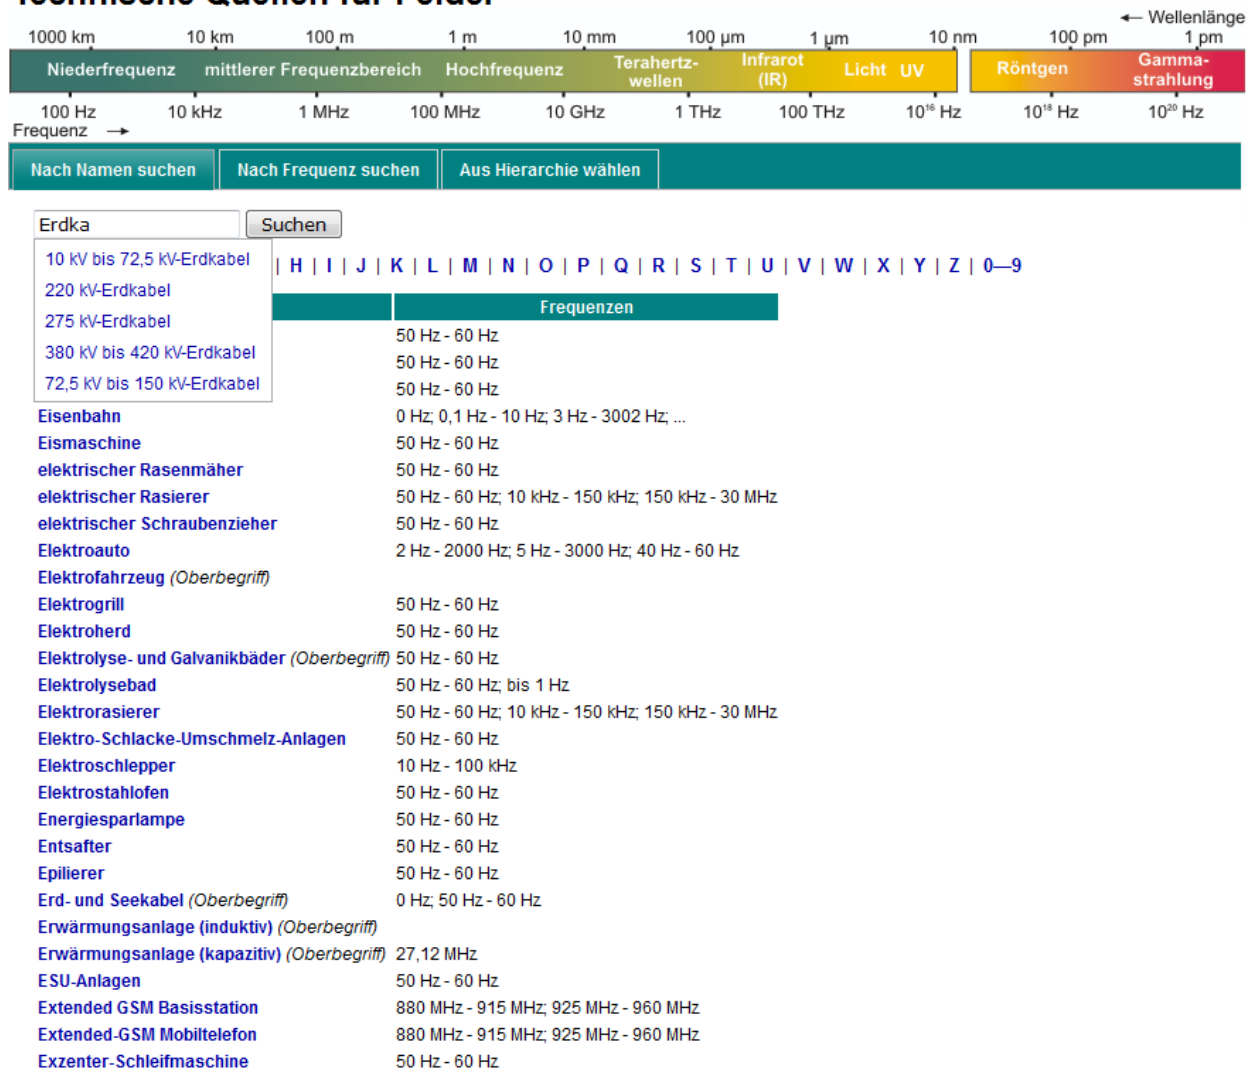 Technische Quellen für Felder
← Wellenlänge
1000 km 10 km 100 m 1 m 10 mm 100 µm 1 µm 10 nm 100 pm 1 pm
Niederfrequenz mittlerer Frequenzbereich Hochfrequenz Terahertz- Infrarot Licht UV Röntgen Gamma-
wellen (IR) strahlung
100 Hz 10 kHz 1 MHz 100 MHz 10 GHz 1 THz 100 THz 10¹⁶ Hz 10¹⁸ Hz 10²⁰ Hz
Frequenz →
Nach Namen suchen Nach Frequenz suchen Aus Hierarchie wählen
Erdka Suchen
10 kV bis 72,5 kV-Erdkabel | H | I | J | K | L | M | N | O | P | Q | R | S | T | U | V | W | X | Y | Z | 0—9
220 kV-Erdkabel
275 kV-Erdkabel Frequenzen
50 Hz - 60 Hz
380 kV bis 420 kV-Erdkabel 50 Hz - 60 Hz
72,5 kV bis 150 kV-Erdkabel 50 Hz - 60 Hz
Eisenbahn 0 Hz; 0,1 Hz - 10 Hz; 3 Hz - 3002 Hz; ...
Eismaschine 50 Hz - 60 Hz
elektrischer Rasenmäher 50 Hz - 60 Hz
elektrischer Rasierer 50 Hz - 60 Hz; 10 kHz - 150 kHz; 150 kHz - 30 MHz
elektrischer Schraubenzieher 50 Hz - 60 Hz
Elektroauto 2 Hz - 2000 Hz; 5 Hz - 3000 Hz; 40 Hz - 60 Hz
Elektrofahrzeug (Oberbegriff)
Elektrogrill 50 Hz - 60 Hz
Elektroherd 50 Hz - 60 Hz
Elektrolyse- und Galvanikbäder (Oberbegriff) 50 Hz - 60 Hz
Elektrolysebad 50 Hz - 60 Hz; bis 1 Hz
Elektrorasierer 50 Hz - 60 Hz; 10 kHz - 150 kHz; 150 kHz - 30 MHz
Elektro-Schlacke-Umschmelz-Anlagen 50 Hz - 60 Hz
Elektroschlepper 10 Hz - 100 kHz
Elektrostahlofen 50 Hz - 60 Hz
Energiesparlampe 50 Hz - 60 Hz
Entsafter 50 Hz - 60 Hz
Epilierer 50 Hz - 60 Hz
Erd- und Seekabel (Oberbegriff) 0 Hz; 50 Hz - 60 Hz
Erwärmungsanlage (induktiv) (Oberbegriff)
Erwärmungsanlage (kapazitiv) (Oberbegriff) 27,12 MHz
ESU-Anlagen 50 Hz - 60 Hz
Extended GSM Basisstation 880 MHz - 915 MHz; 925 MHz - 960 MHz
Extended-GSM Mobiltelefon 880 MHz - 915 MHz; 925 MHz - 960 MHz
Exzenter-Schleifmaschine 50 Hz - 60 Hz